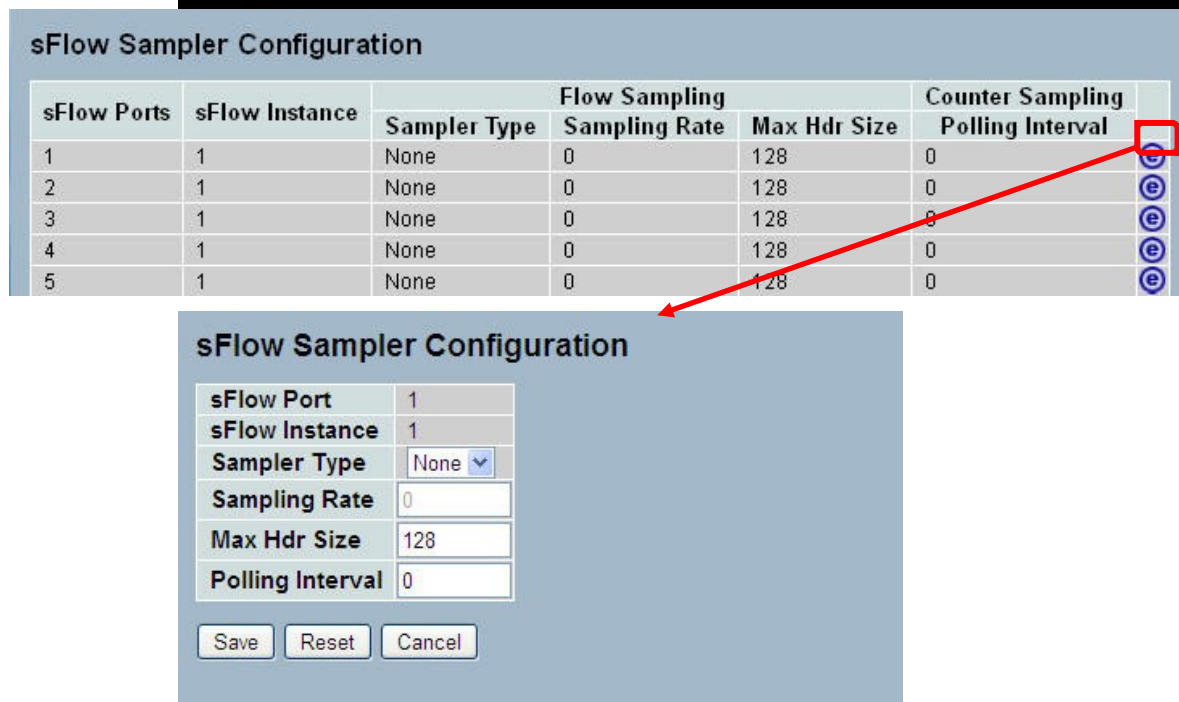 sFlow Sampler Configuration
sFlow Ports sFlow Instance Flow Sampling Counter Sampling
Sampler Type Sampling Rate Max Hdr Size Polling Interval
1 1 None 0 128 0 e
2 1 None 0 128 0 e
3 1 None 0 128 0 e
4 1 None 0 128 0 e
5 1 None 0 128 0 e
sFlow Sampler Configuration
sFlow Port 1
sFlow Instance 1
Sampler Type None
Sampling Rate 0
Max Hdr Size 128
Polling Interval 0
Save Reset Cancel